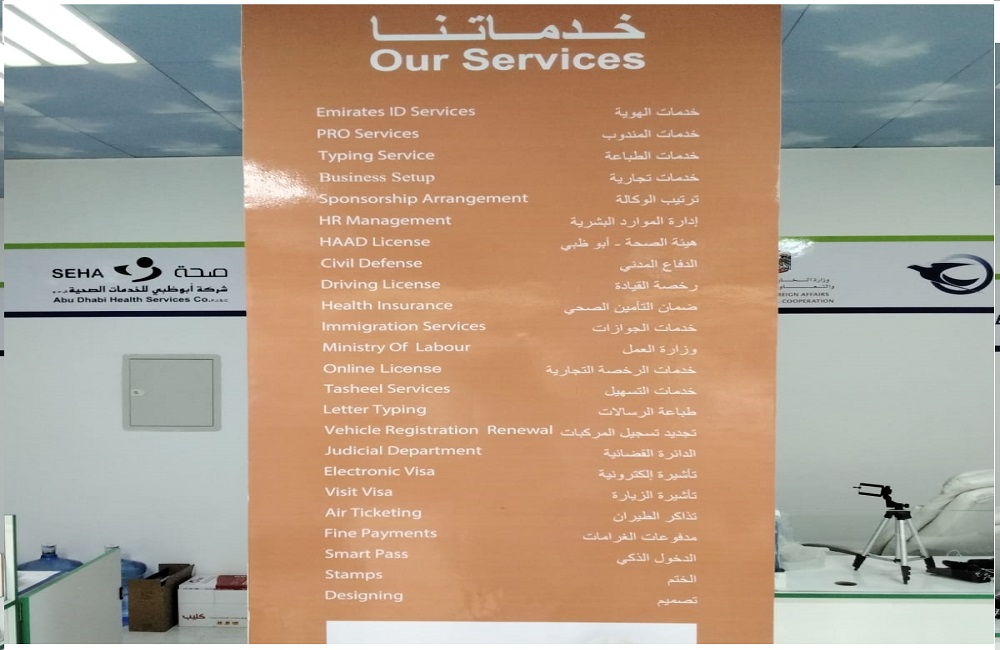 خدماتنا
Our Services
Emirates ID Services خدمات الهوية
PRO Services خدمات المندوب
Typing Service خدمات الطباعة
Business Setup خدمات تجارية
Sponsorship Arrangement ترتيب الوكالة
HR Management إدارة الموارد البشرية
HAAD License هيئة الصحة - أبو ظبي
Civil Defense الدفاع المدني
Driving License رخصة القيادة
Health Insurance ضمان التأمين الصحي
Immigration Services خدمات الجوازات
Ministry Of Labour وزارة العمل
Online License خدمات الرخصة التجارية
Tasheel Services خدمات التسهيل
Letter Typing طباعة الرسالات
Vehicle Registration Renewal تجديد تسجيل المركبات
Judicial Department الدائرة القضائية
Electronic Visa تأشيرة إلكترونية
Visit Visa تأشيرة الزيارة
Air Ticketing تذاكر الطيران
Fine Payments مدفوعات الغرامات
Smart Pass الدخول الذكي
Stamps الختم
Designing تصميم
SEHA صحة
شركة أبوظبي للخدمات الصحية
Abu Dhabi Health Services Co.
وزارة
AFFAIRS
COOPERATION